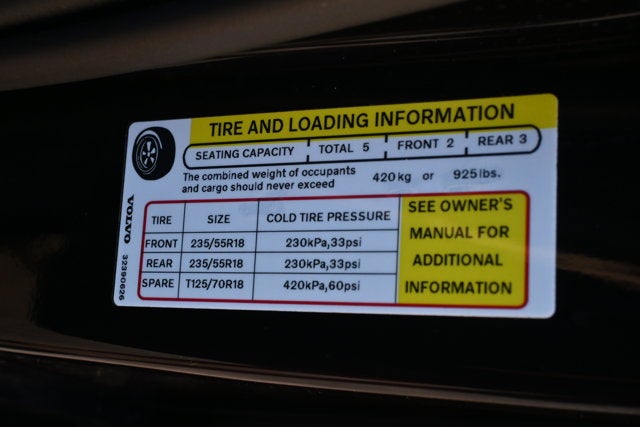 TIRE AND LOADING INFORMATION
SEATING CAPACITY TOTAL 5 FRONT 2 REAR 3
The combined weight of occupants
and cargo should never exceed 420kg or 925lbs.
TIRE SIZE COLD TIRE PRESSURE
FRONT 235/55R18 230kPa,33psi
REAR 235/55R18 230kPa,33psi
SPARE T125/70R18 420kPa,60psi
SEE OWNER'S
MANUAL FOR
ADDITIONAL
INFORMATION
VOLVO 32390626